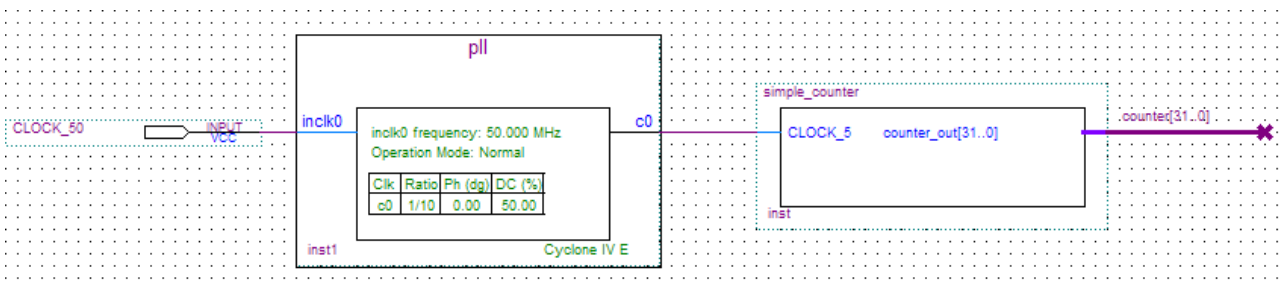 pll
simple_counter
CLOCK_50
INPUT
VCC
inclk0
c0
inclk0 frequency: 50.000 MHz
Operation Mode: Normal
Clk Ratio Ph (dg) DC (%)
c0 1/10 0.00 50.00
inst1
Cyclone IV E
CLOCK_5
counter_out[31..0]
counter[31..0]
inst